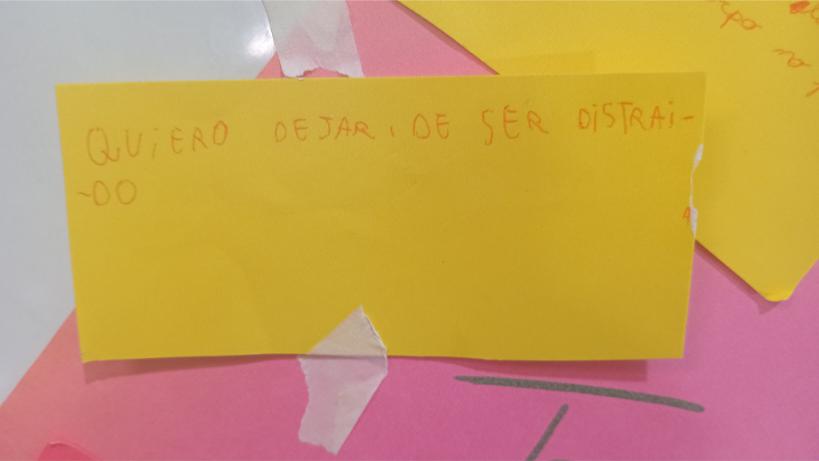 QUIERO DEJAR, DE SER DISTRAI-
-DO